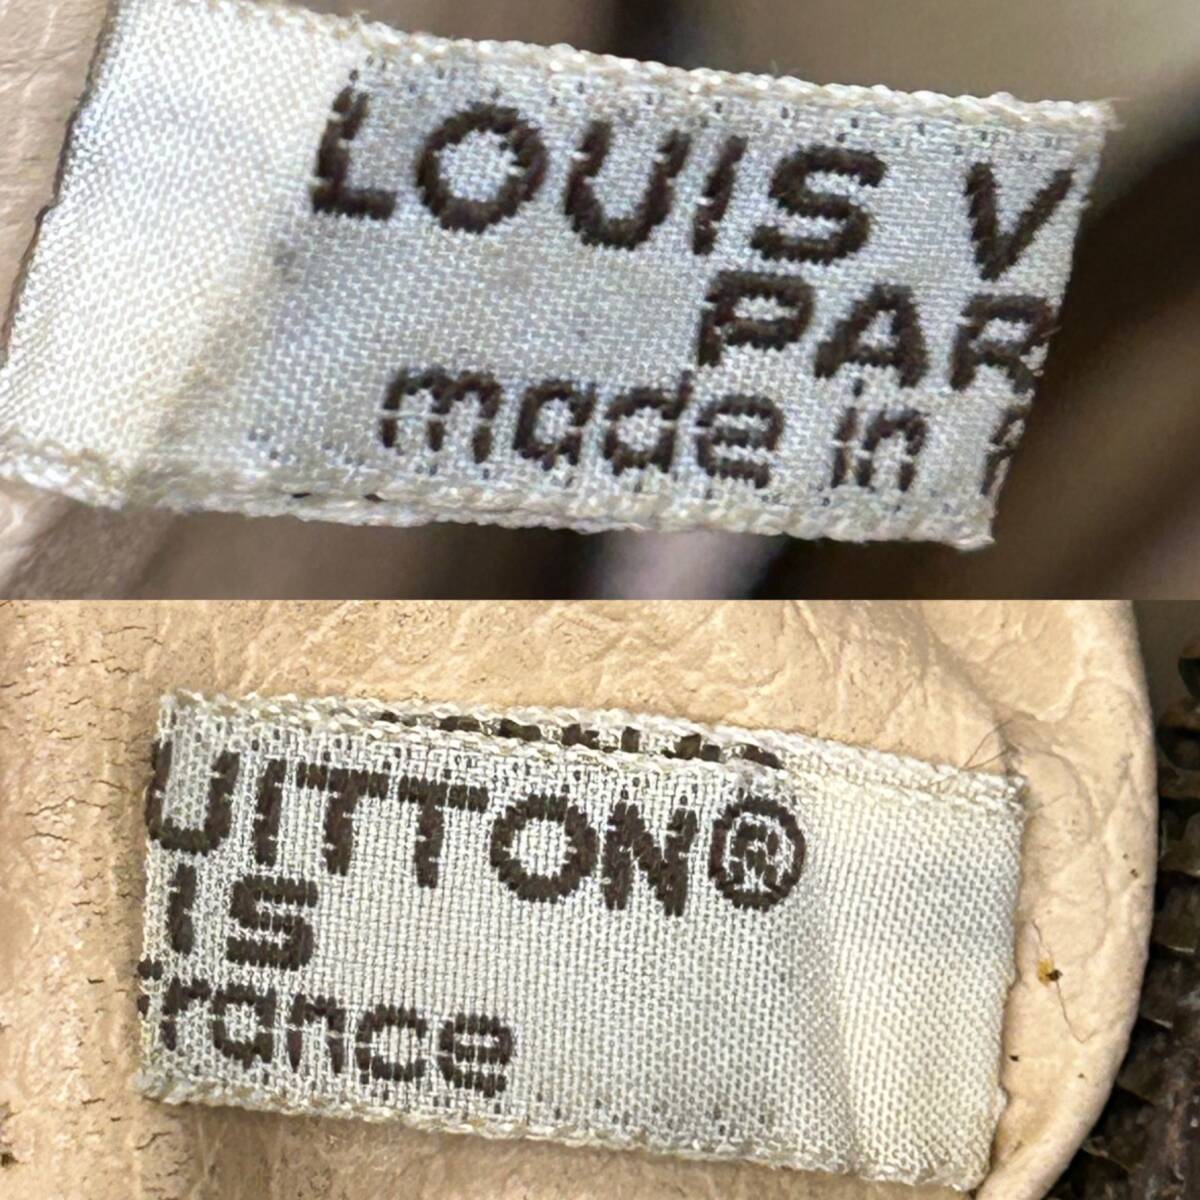 LOUIS V
PAR
made in
UITTON®
IS
rance